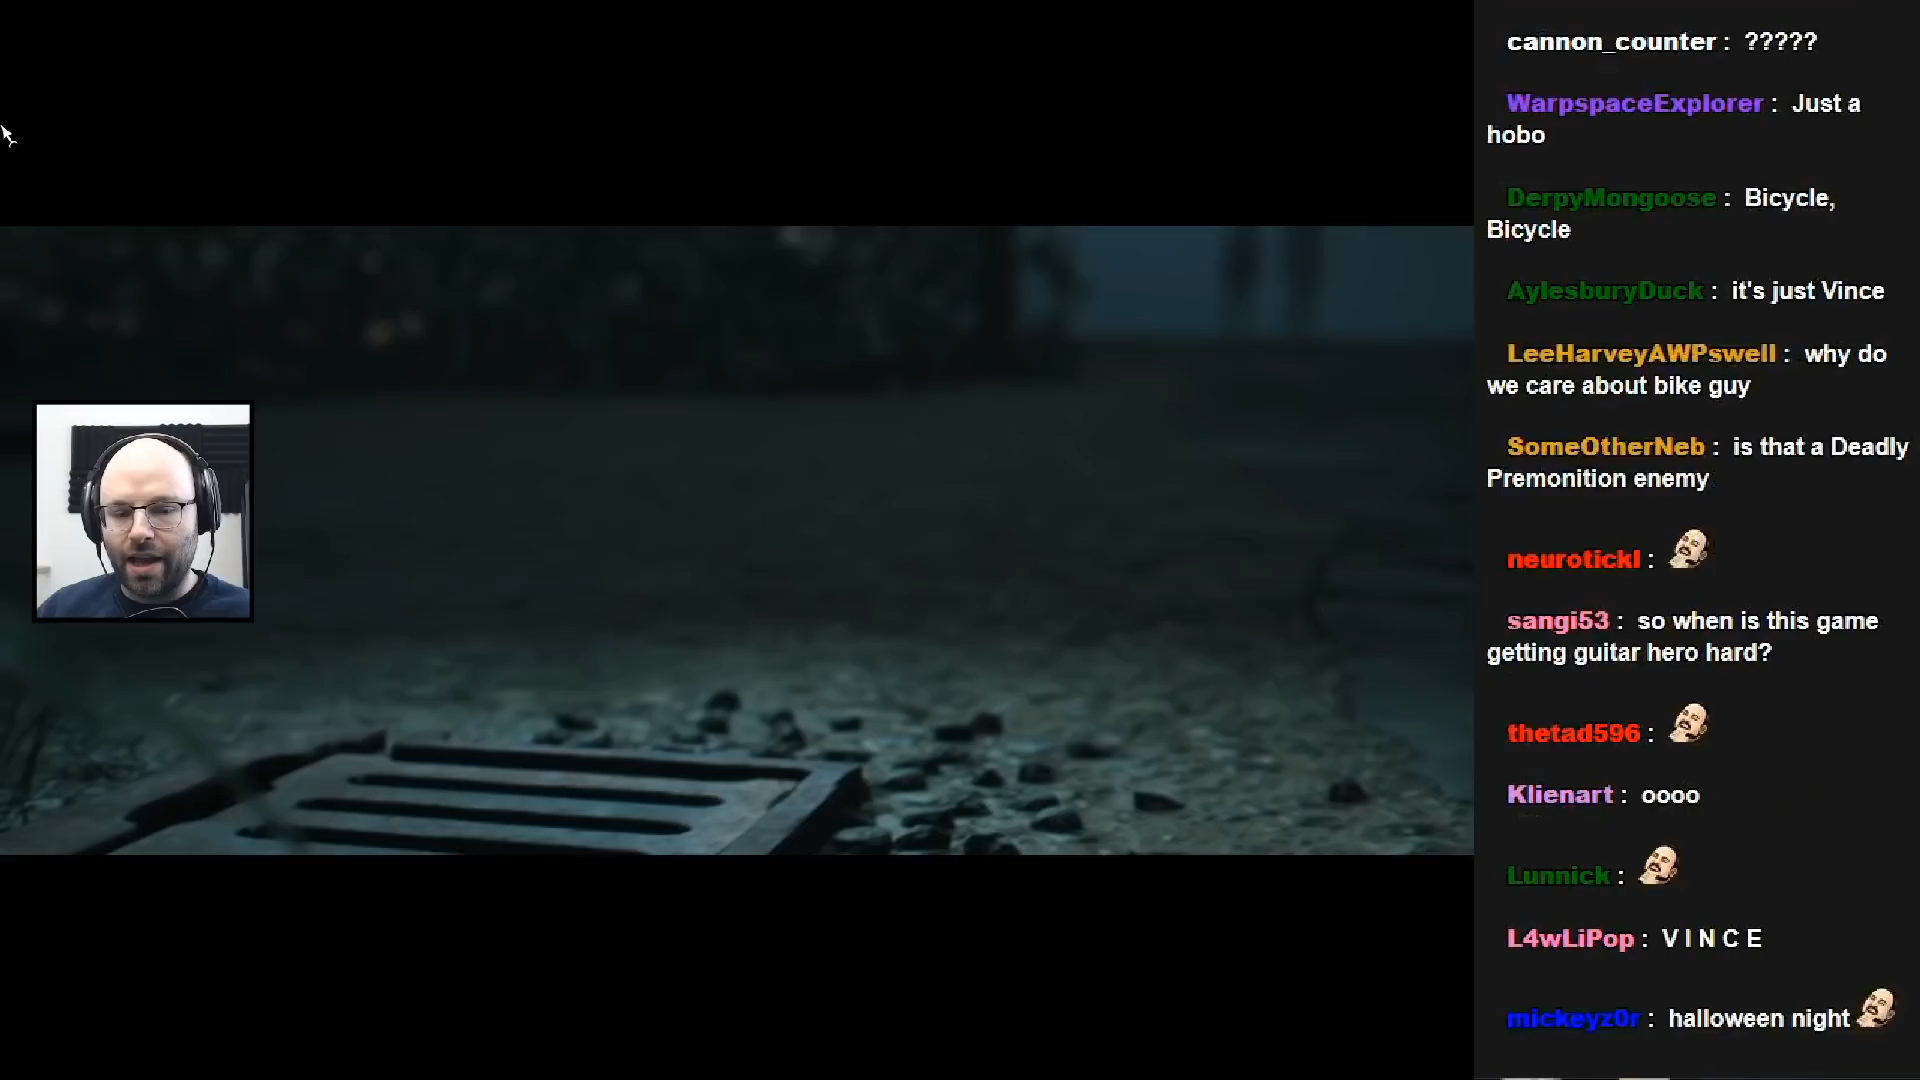 cannon_counter : ?????
WarpspaceExplorer : Just a
hobo
DerpyMongoose : Bicycle,
Bicycle
AylesburyDuck : it's just Vince
LeeHarveyAWPswell : why do
we care about bike guy
SomeOtherNeb : is that a Deadly
Premonition enemy
neurotickl :
sangi53 : so when is this game
getting guitar hero hard?
thetad596 :
Klienart : oooo
Lunnick :
L4wLiPop : V I N C E
mickeyz0r : halloween night